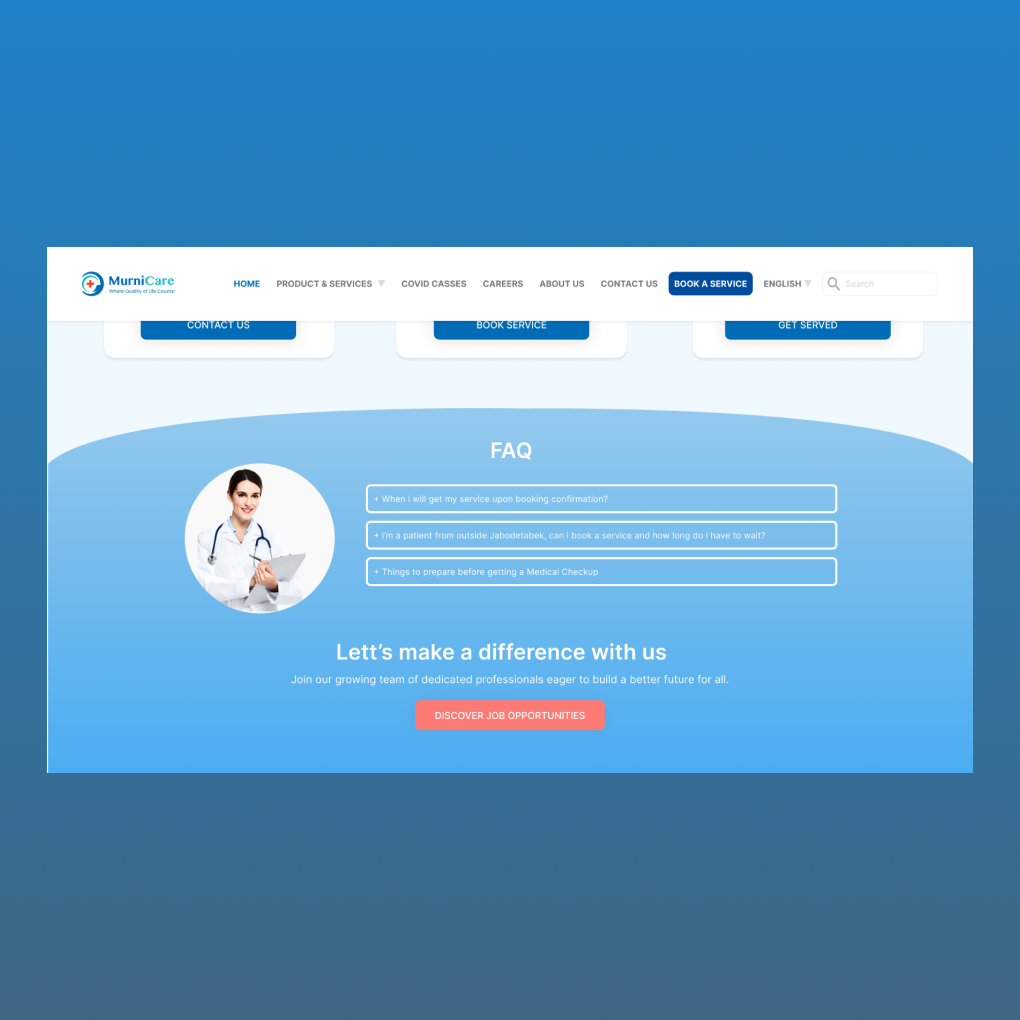 MurniCare
Where Quality of Life Counts!
HOME PRODUCT & SERVICES COVID CASSES CAREERS ABOUT US CONTACT US BOOK A SERVICE ENGLISH Search
CONTACT US BOOK SERVICE GET SERVED
FAQ
+ When i will get my service upon booking confirmation?
+ I'm a patient from outside Jabodetabek, can i book a service and how long do i have to wait?
+ Things to prepare before getting a Medical Checkup
Lett's make a difference with us
Join our growing team of dedicated professionals eager to build a better future for all.
DISCOVER JOB OPPORTUNITIES